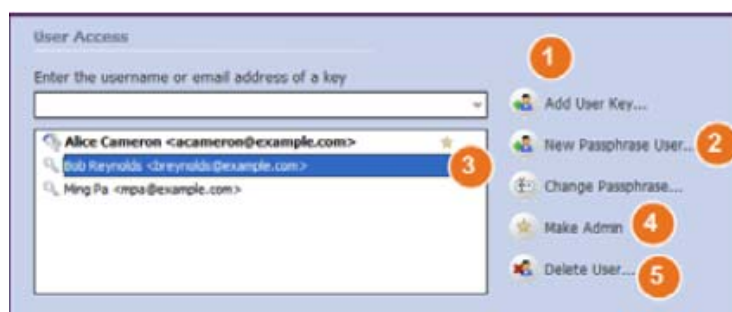 User Access
Enter the username or email address of a key
1
Add User Key...
Alice Cameron <acameron@example.com>
New Passphrase User...
2
Bob Reynolds <breynolds@example.com>
3
Ming Pa <mpa@example.com>
Change Passphrase...
Make Admin
4
Delete User...
5